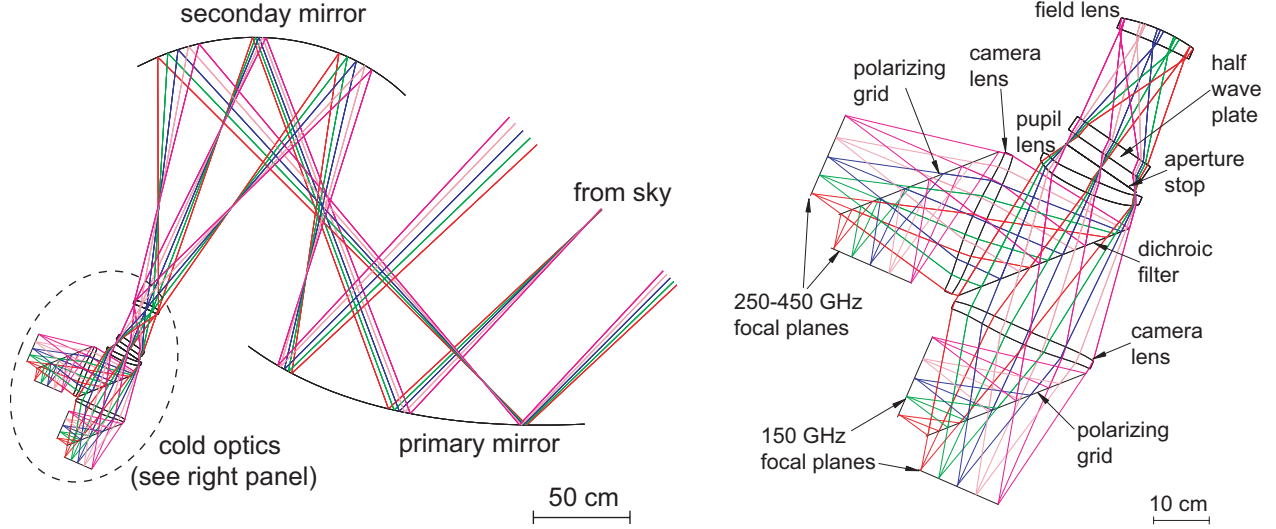 seconday mirror
from sky
primary mirror
cold optics
(see right panel)
50 cm
field lens
camera
lens
polarizing
grid
half
wave
plate
pupil
lens
aperture
stop
dichroic
filter
250-450 GHz
focal planes
camera
lens
150 GHz
focal planes
polarizing
grid
10 cm